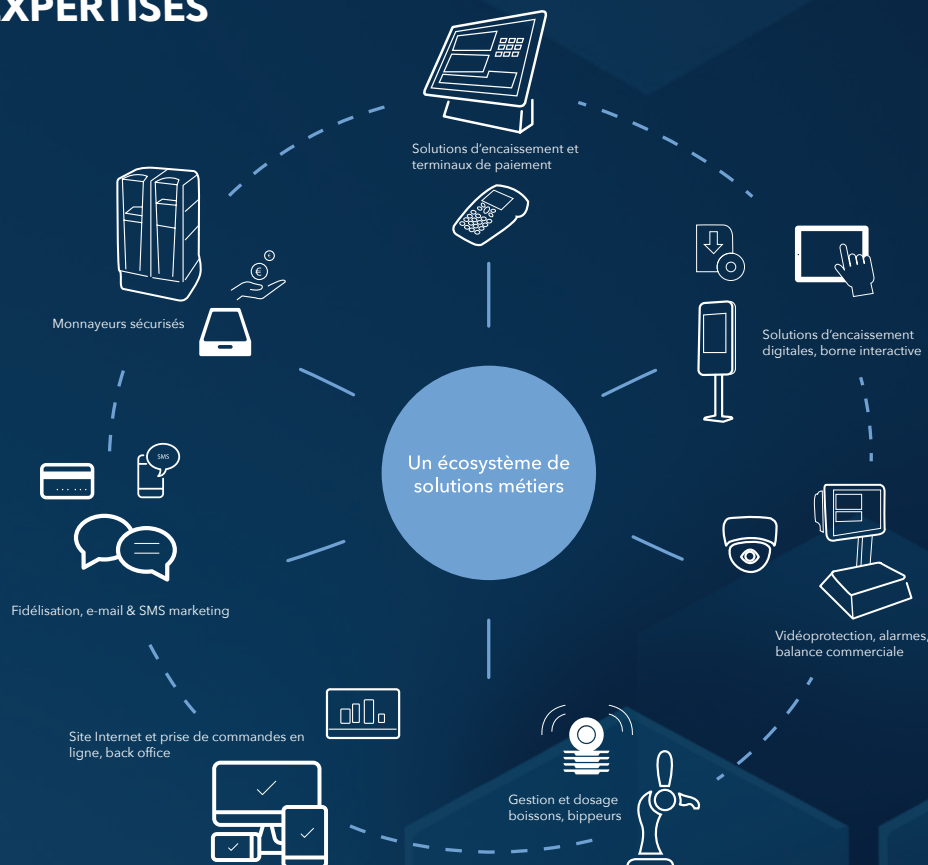 EXPERTISES
Solutions d'encaissement et
terminaux de paiement
Monnayeurs sécurisés
Solutions d'encaissement
digitales, borne interactive
Un écosystème de
solutions métiers
SMS
Fidélisation, e-mail & SMS marketing
Vidéoprotection, alarmes,
balance commerciale
Site Internet et prise de commandes en
ligne, back office
Gestion et dosage
boissons, bippeurs